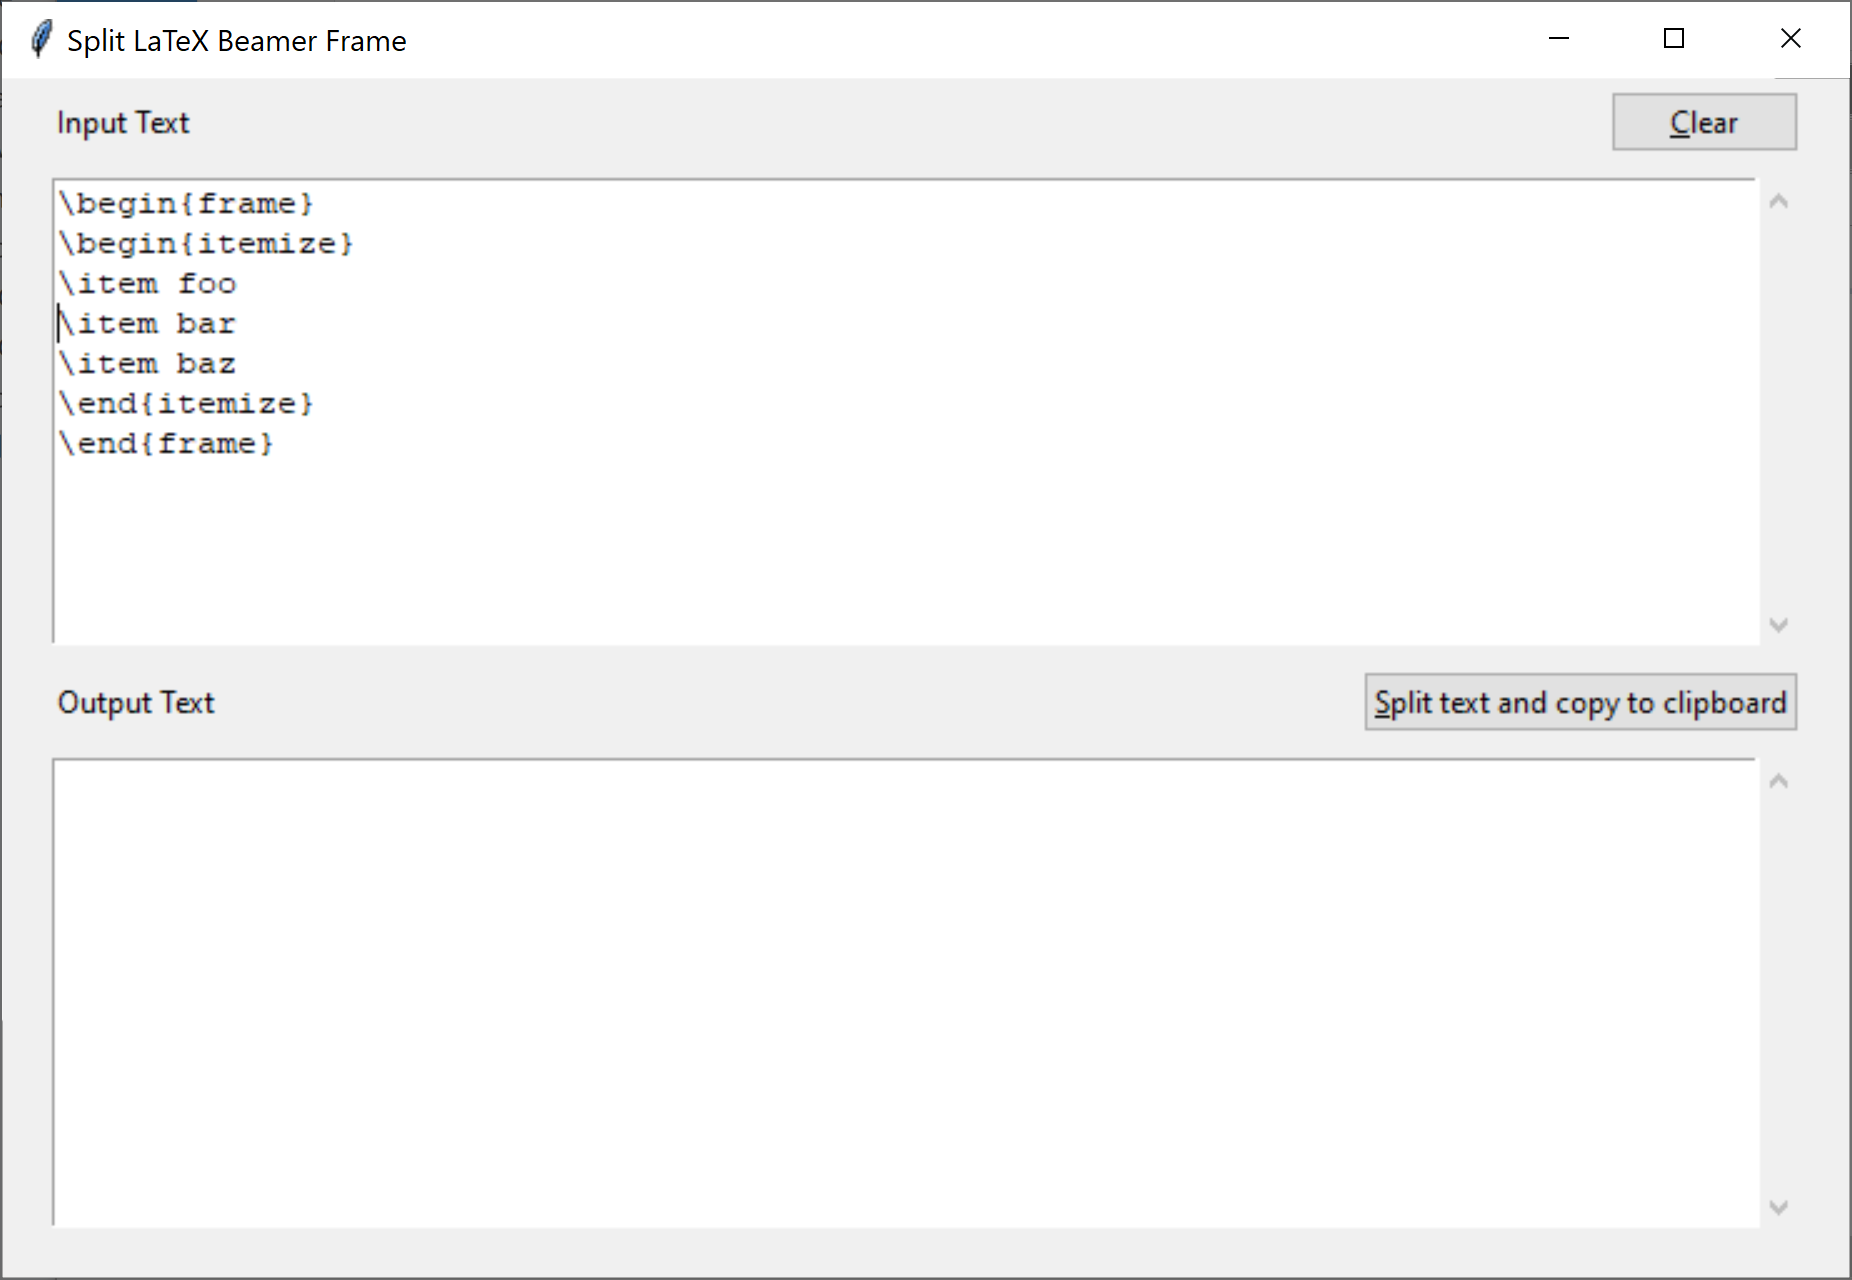 Split LaTeX Beamer Frame
Input Text
Clear
\begin{frame}
\begin{itemize}
\item foo
\item bar
\item baz
\end{itemize}
\end{frame}
Output Text
Split text and copy to clipboard